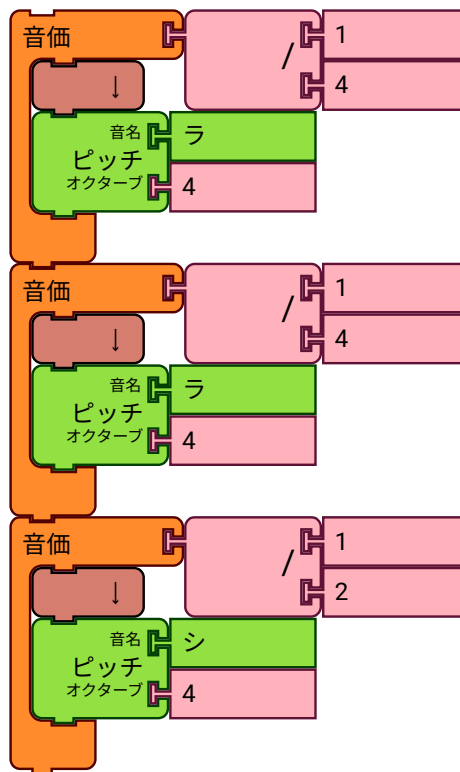 音価 / 1
4
↓
音名 ラ
ピッチ
オクターブ 4
音価 / 1
4
↓
音名 ラ
ピッチ
オクターブ 4
音価 / 1
2
↓
音名 シ
ピッチ
オクターブ 4